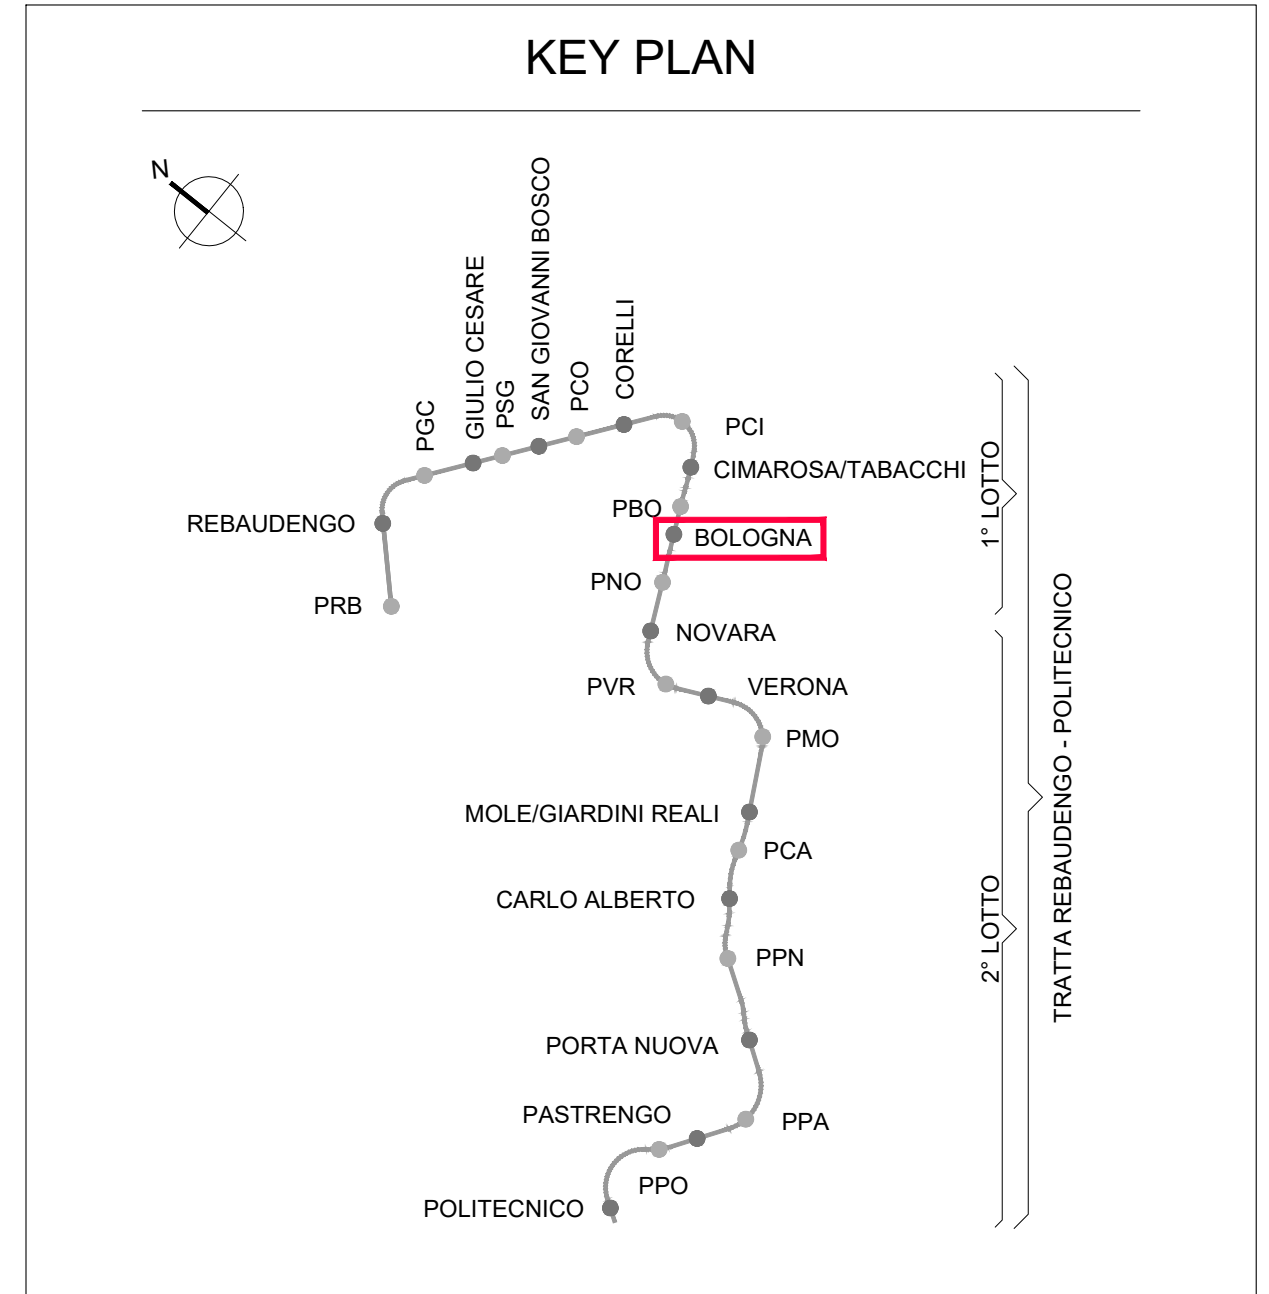 KEY PLAN
N
PGC
GIULIO CESARE
PSG
SAN GIOVANNI BOSCO
PCO
CORELLI
PCI
CIMAROSA/TABACCHI
PBO
REBAUDENGO
BOLOGNA
PNO
PRB
NOVARA
PVR
VERONA
PMO
MOLE/GIARDINI REALI
PCA
CARLO ALBERTO
PPN
PORTA NUOVA
PASTRENGO
PPA
PPO
POLITECNICO
1° LOTTO
2° LOTTO
TRATTA REBAUDENGO - POLITECNICO